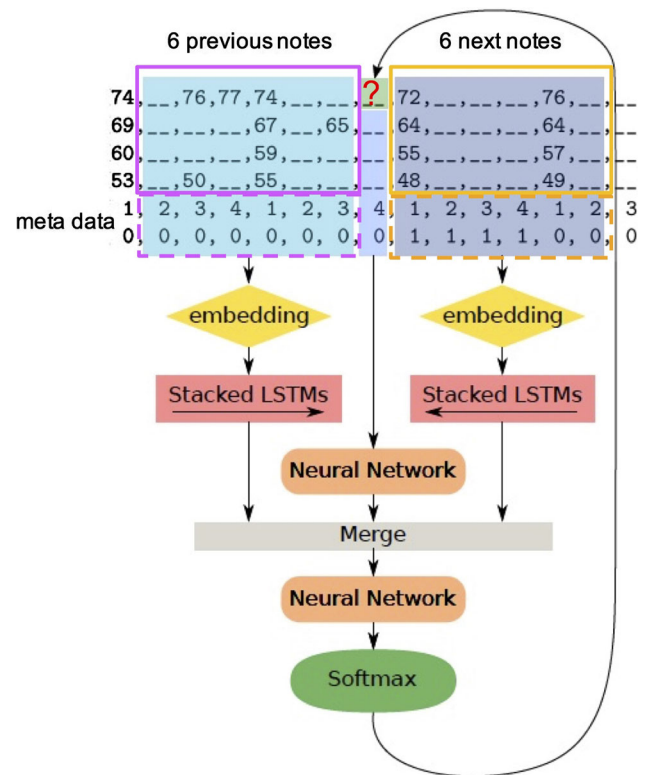 6 previous notes 6 next notes
74,__,76,77,74,__,__,?,72,__,__,__,76,__,__
69,__,__,__,67,__,65,__,64,__,__,__,64,__,__
60,__,__,__,59,__,__,__,55,__,__,__,57,__,__
53,__,50,__,55,__,__,__,48,__,__,__,49,__,__
meta data 1, 2, 3, 4, 1, 2, 3, 4, 1, 2, 3, 4, 1, 2, 3
0, 0, 0, 0, 0, 0, 0, 0, 1, 1, 1, 1, 0, 0, 0
embedding embedding
Stacked LSTMs Stacked LSTMs
Neural Network
Merge
Neural Network
Softmax